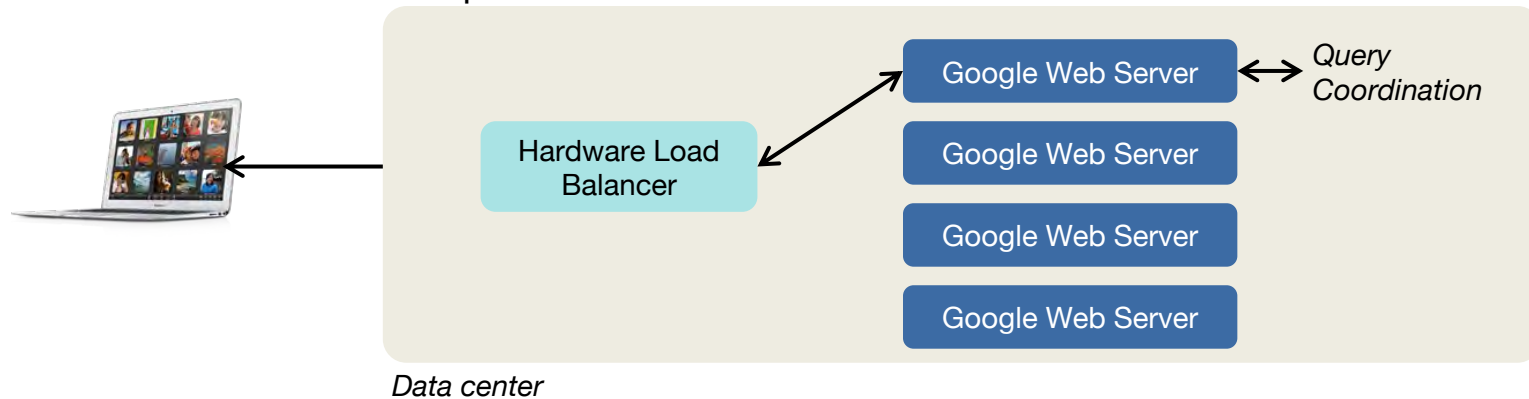 Google Web Server
Query
Coordination
Hardware Load
Balancer
Google Web Server
Google Web Server
Google Web Server
Data center